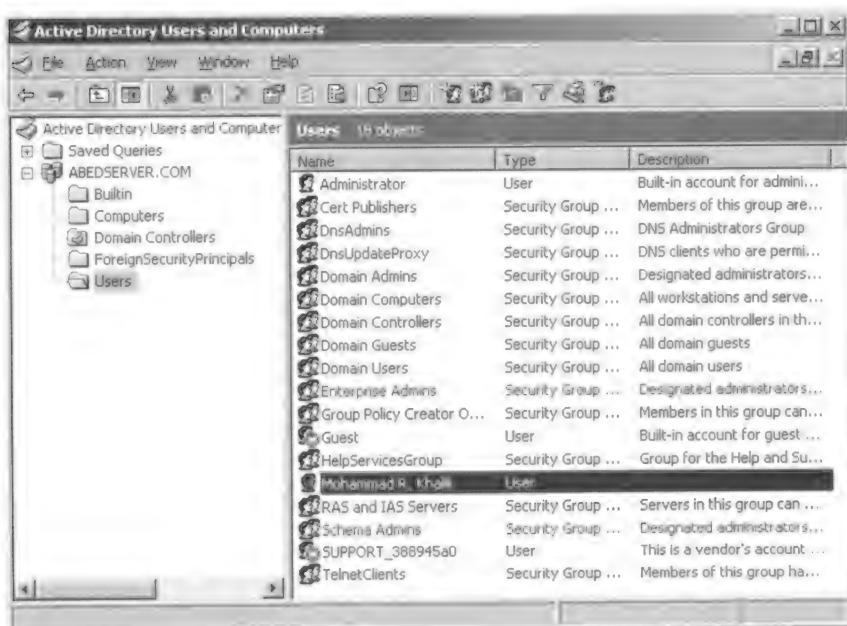 Active Directory Users and Computers
File Action View Window Help
Active Directory Users and Computer
Saved Queries
ABEDSERVER.COM
Builtin
Computers
Domain Controllers
ForeignSecurityPrincipals
Users
Users 18 objects
Name Type Description
Administrator User Built-in account for admini...
Cert Publishers Security Group ... Members of this group are...
DnsAdmins Security Group ... DNS Administrators Group
DnsUpdateProxy Security Group ... DNS clients who are permi...
Domain Admins Security Group ... Designated administrators...
Domain Computers Security Group ... All workstations and serve...
Domain Controllers Security Group ... All domain controllers in th...
Domain Guests Security Group ... All domain guests
Domain Users Security Group ... All domain users
Enterprise Admins Security Group ... Designated administrators...
Group Policy Creator O... Security Group ... Members in this group can...
Guest User Built-in account for guest ...
HelpServicesGroup Security Group ... Group for the Help and Su...
Mohammad R. Khalil User
RAS and IAS Servers Security Group ... Servers in this group can ...
Schema Admins Security Group ... Designated administrators...
SUPPORT_388945a0 User This is a vendor's account ...
TelnetClients Security Group ... Members of this group ha...